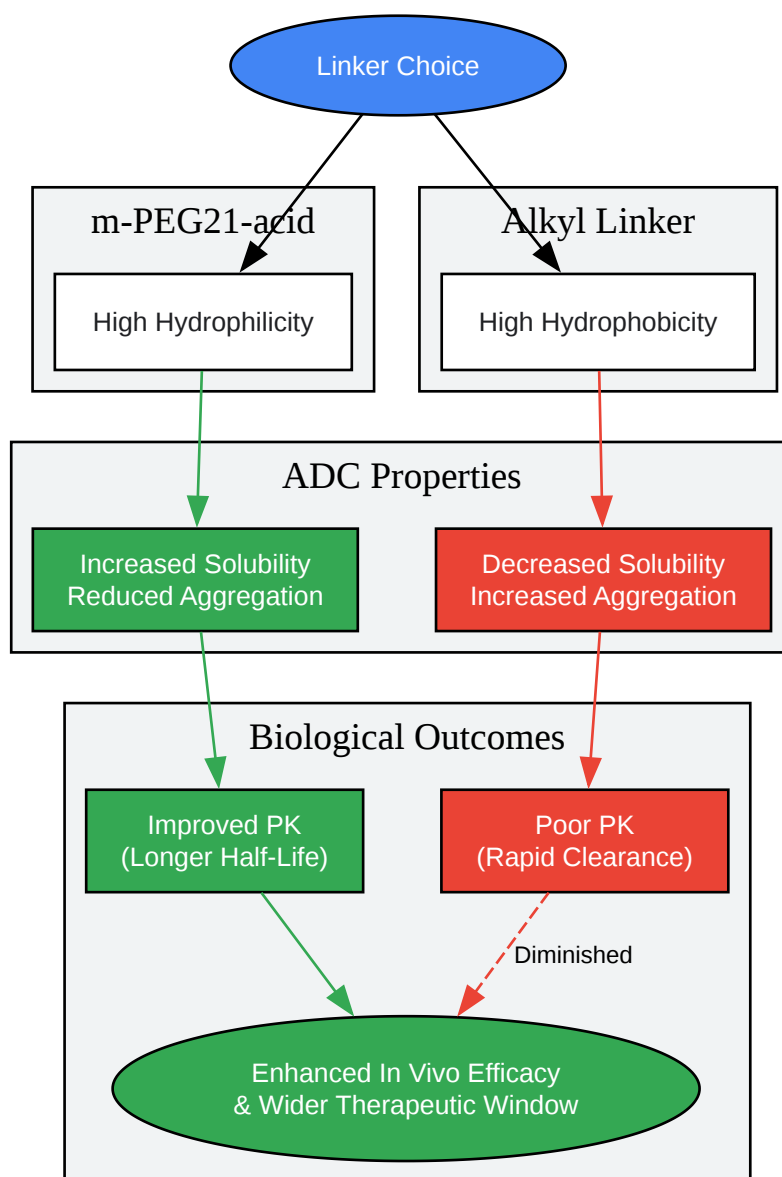 Linker Choice
m-PEG21-acid
Alkyl Linker
High Hydrophilicity
High Hydrophobicity
ADC Properties
Increased Solubility
Reduced Aggregation
Decreased Solubility
Increased Aggregation
Biological Outcomes
Improved PK
(Longer Half-Life)
Poor PK
(Rapid Clearance)
Diminished
Enhanced In Vivo Efficacy
& Wider Therapeutic Window